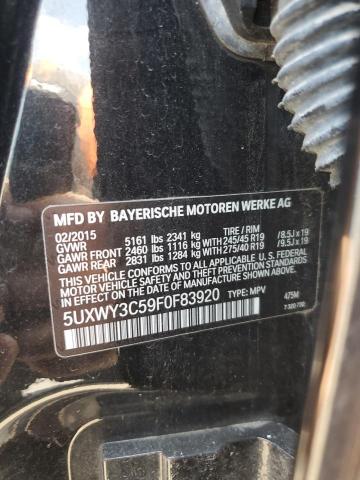 MFD BY BAYERISCHE MOTOREN WERKE AG
02/2015 TIRE / RIM
GVWR 5161 lbs 2341 kg
GAWR FRONT 2460 lbs 1116 kg WITH 245/45 R19 /8.5J x 19
GAWR REAR 2831 lbs 1284 kg WITH 275/40 R19 /9.5J x 19
THIS VEHICLE CONFORMS TO ALL APPLICABLE U.S. FEDERAL
MOTOR VEHICLE SAFETY, BUMPER, AND THEFT PREVENTION
STANDARDS IN EFFECT ON THE DATE OF MANUFACTURE
SHOWN ABOVE.
5UXWY3C59F0F83920 TYPE: MPV 475M